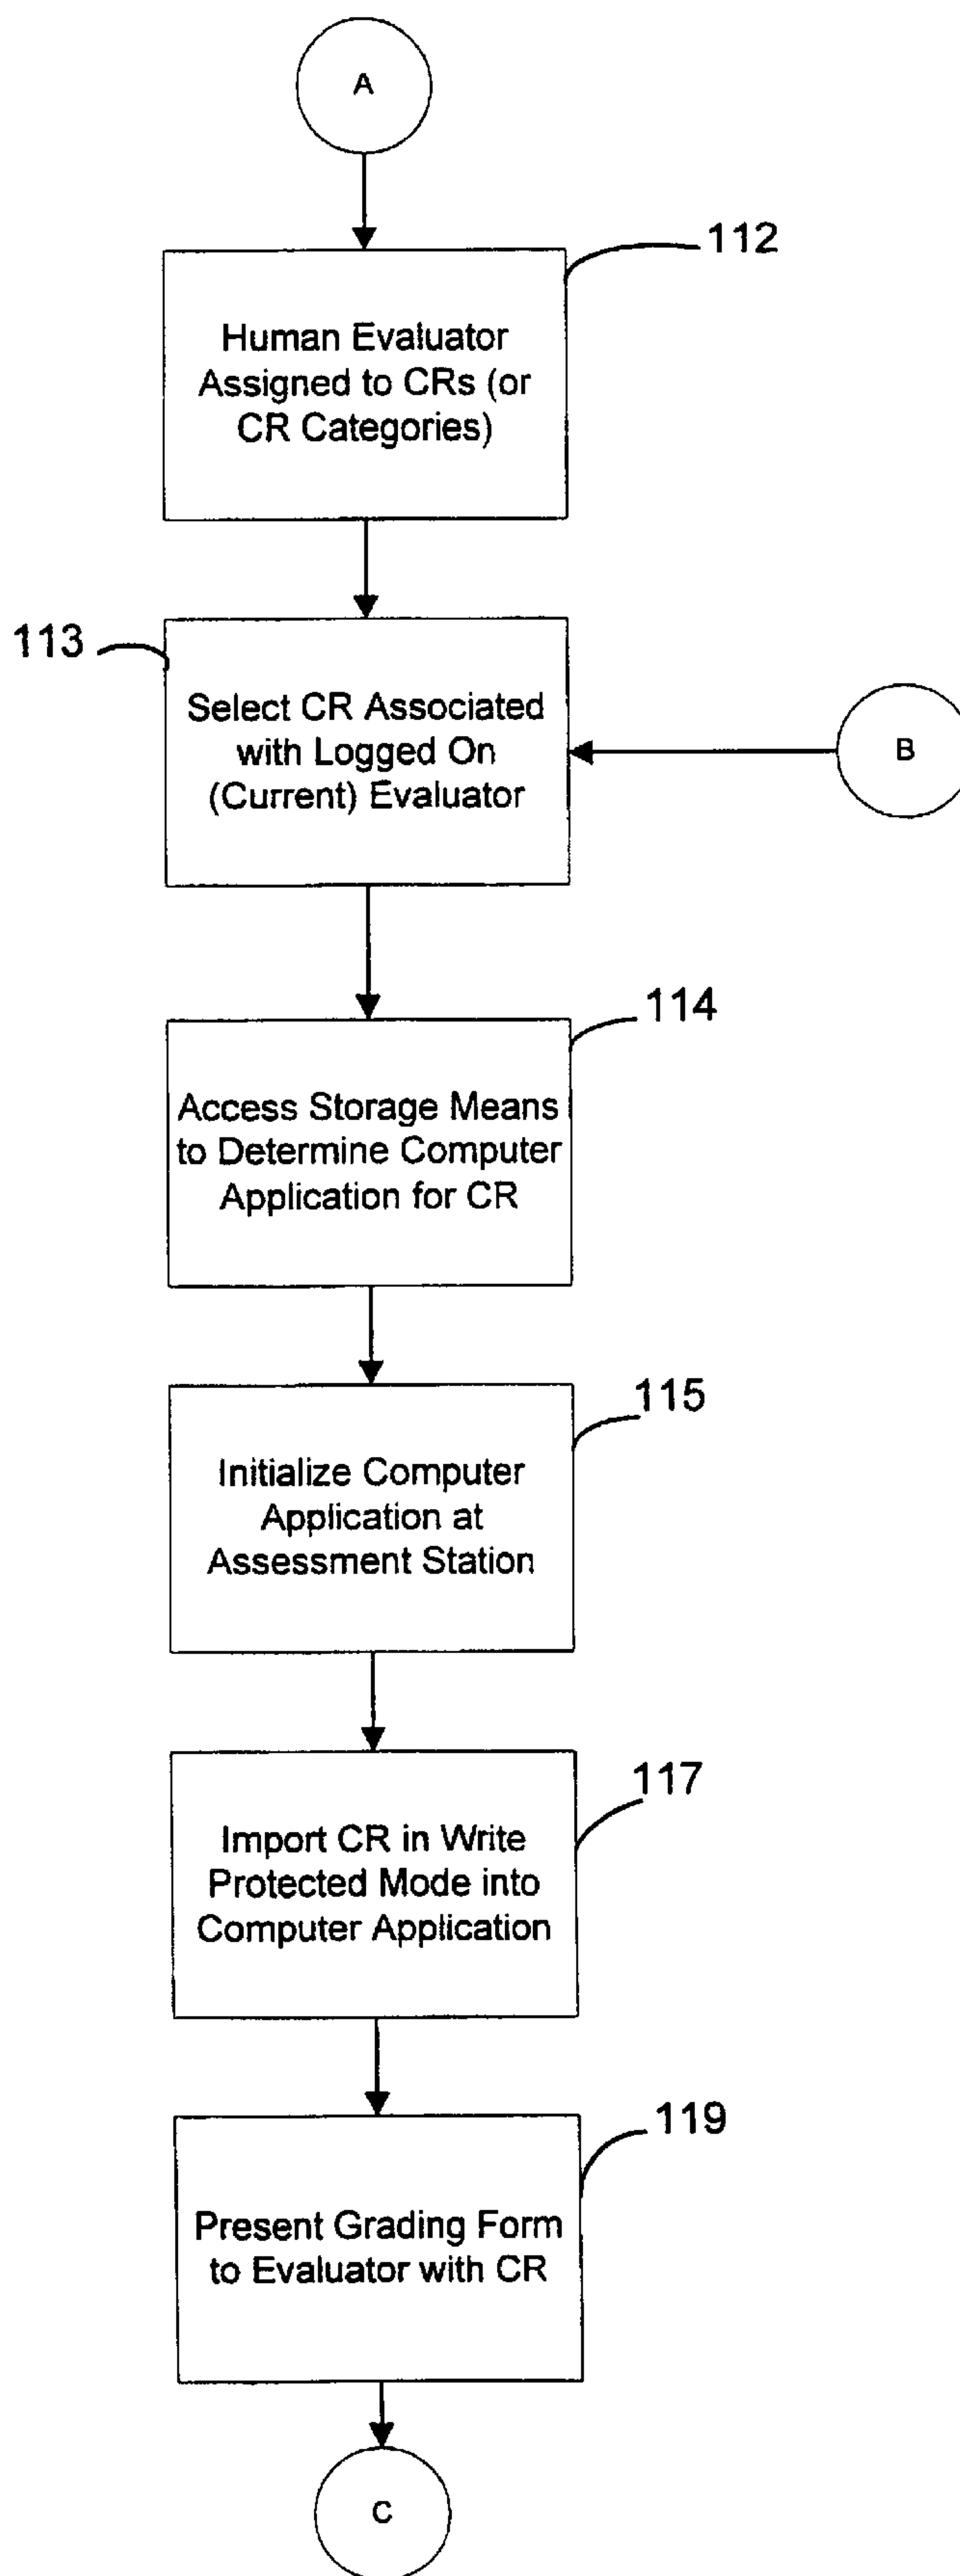 A
112
Human Evaluator
Assigned to CRs (or
CR Categories)
113
Select CR Associated
with Logged On
(Current) Evaluator
B
114
Access Storage Means
to Determine Computer
Application for CR
115
Initialize Computer
Application at
Assessment Station
117
Import CR in Write
Protected Mode into
Computer Application
119
Present Grading Form
to Evaluator with CR
C